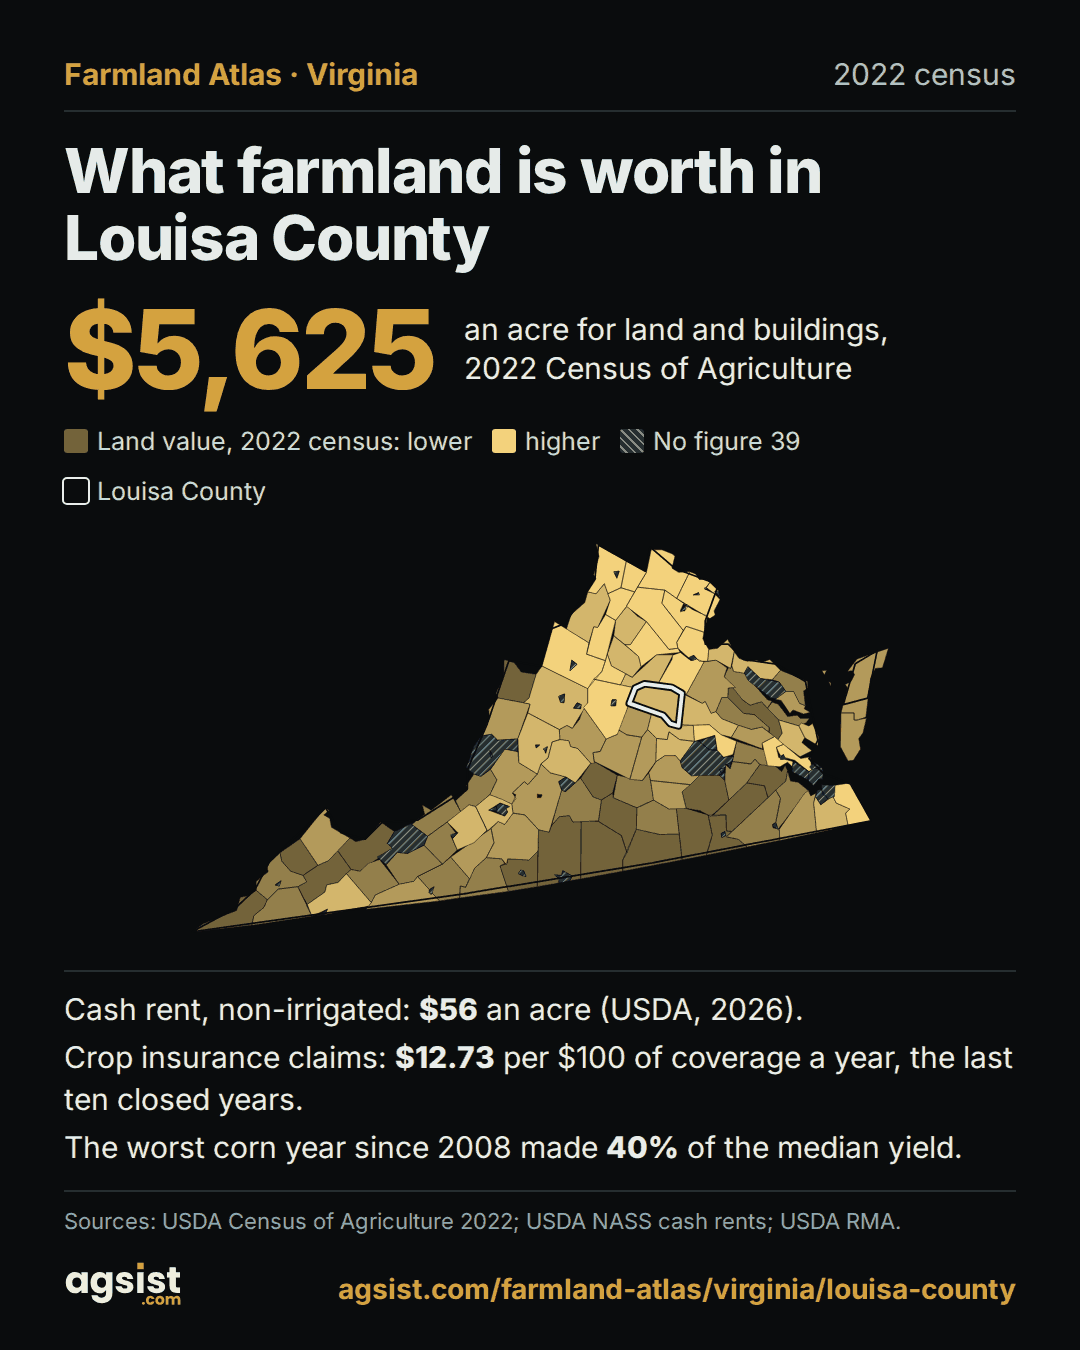 Farmland Atlas · Virginia
2022 census
What farmland is worth in
Louisa County
$5,625
an acre for land and buildings,
2022 Census of Agriculture
Land value, 2022 census: lower
higher
No figure 39
Louisa County
Cash rent, non-irrigated: $56 an acre (USDA, 2026).
Crop insurance claims: $12.73 per $100 of coverage a year, the last
ten closed years.
The worst corn year since 2008 made 40% of the median yield.
Sources: USDA Census of Agriculture 2022; USDA NASS cash rents; USDA RMA.
agsist
.com
agsist.com/farmland-atlas/virginia/louisa-county